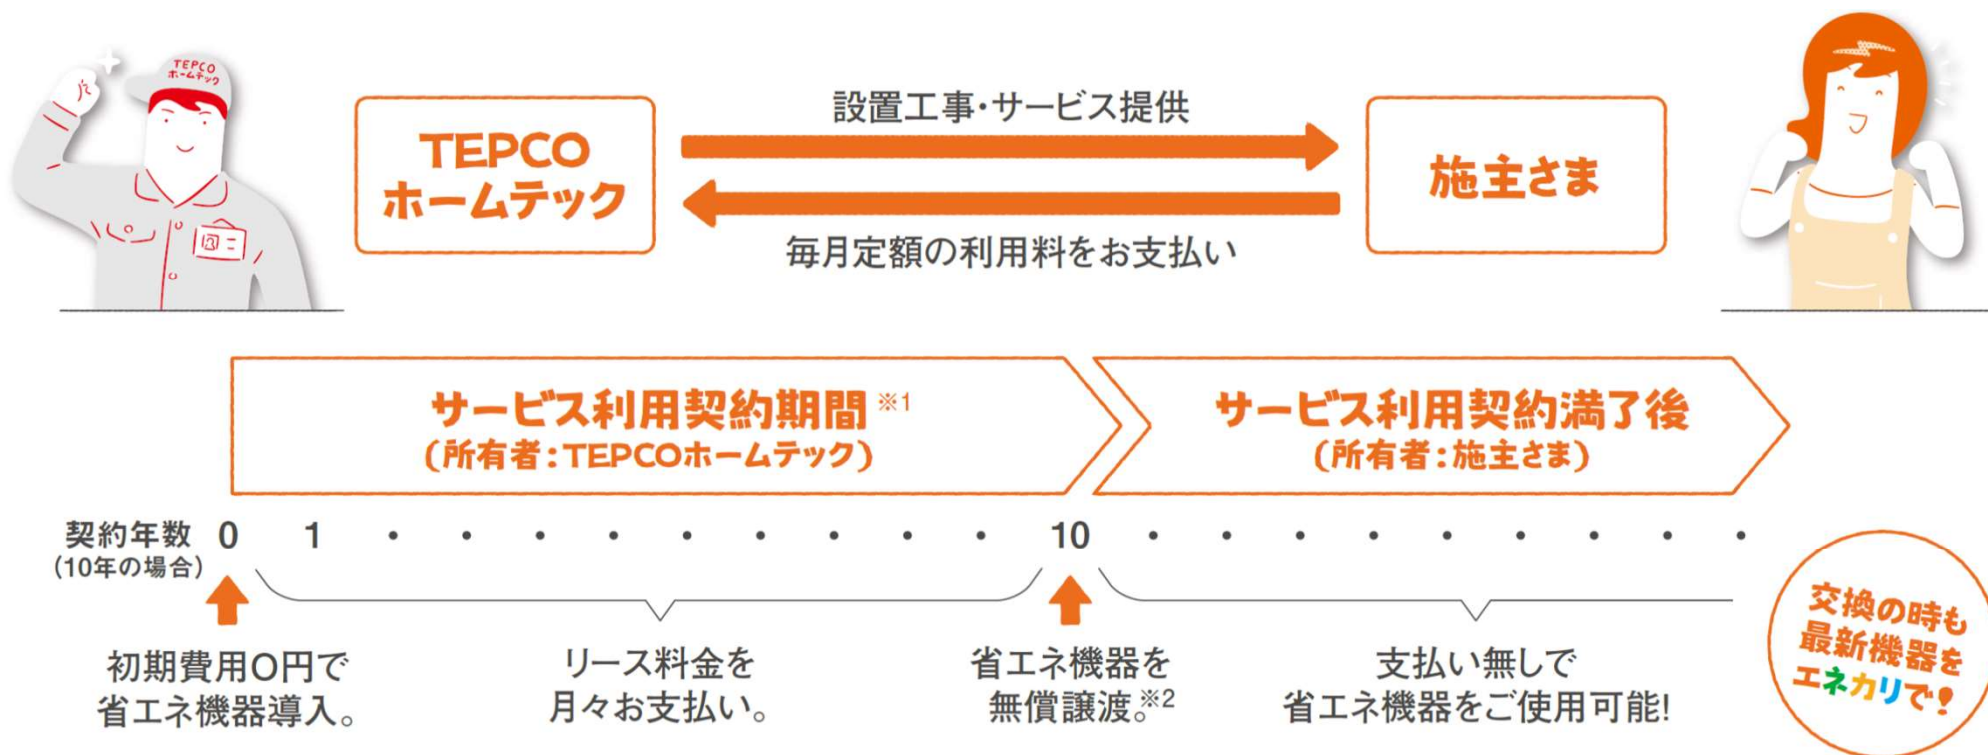 TEPCO
ホームテック
TEPCO
ホームテック
設置工事・サービス提供
毎月定額の利用料をお支払い
施主さま
サービス利用契約期間※1
(所有者：TEPCOホームテック)
サービス利用契約満了後
(所有者：施主さま)
契約年数 0 1 ・ ・ ・ ・ ・ ・ ・ ・ ・ 10 ・ ・ ・ ・ ・ ・ ・ ・ ・
(10年の場合)
初期費用0円で
省エネ機器導入。
リース料金を
月々お支払い。
省エネ機器を
無償譲渡。※2
支払い無しで
省エネ機器をご使用可能!
交換の時も
最新機器を
エネカリで!